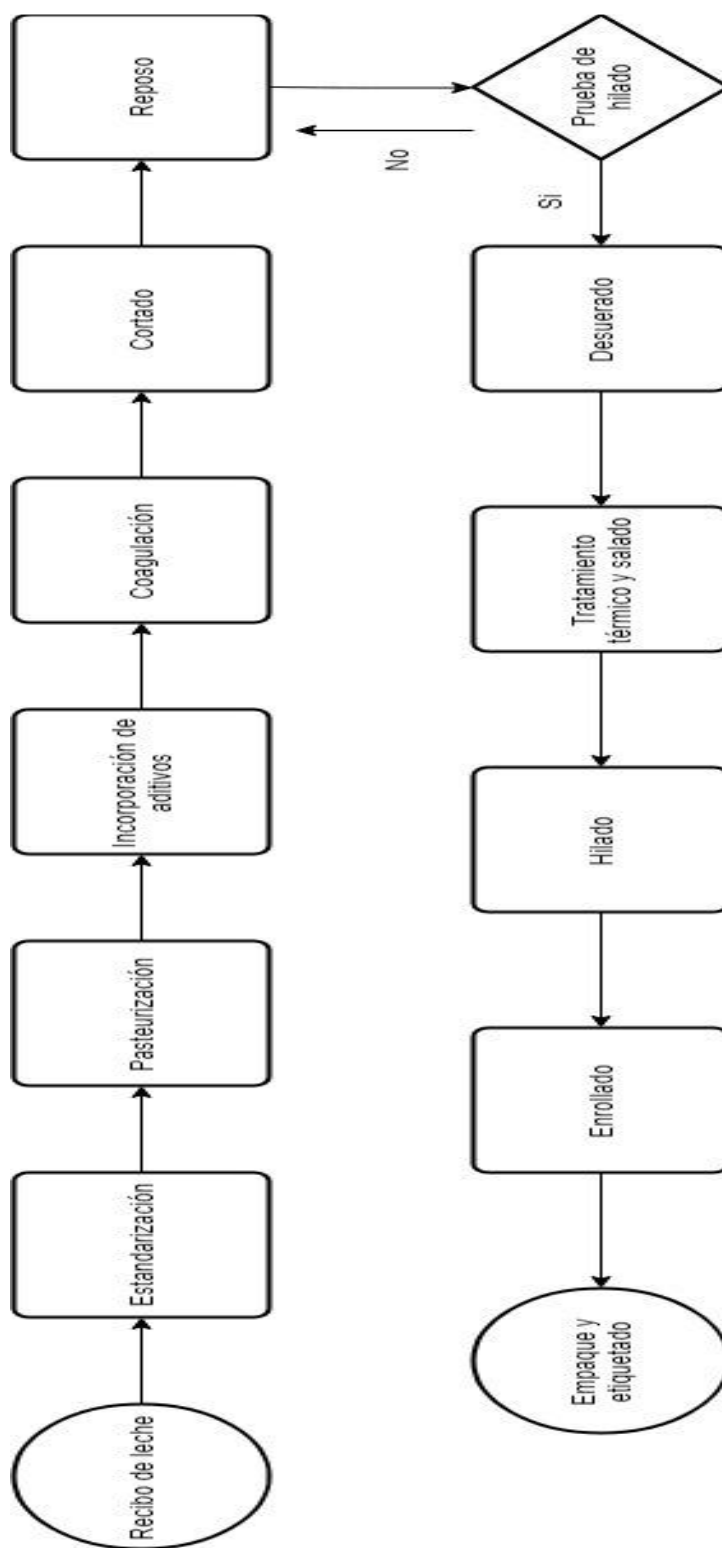 Recibo de leche
Estandarización
Pasteurización
Incorporación de
aditivos
Coagulación
Cortado
Reposo
Prueba de
hilado
No
Si
Desuerado
Tratamiento
térmico y salado
Hilado
Enrollado
Empaque y
etiquetado